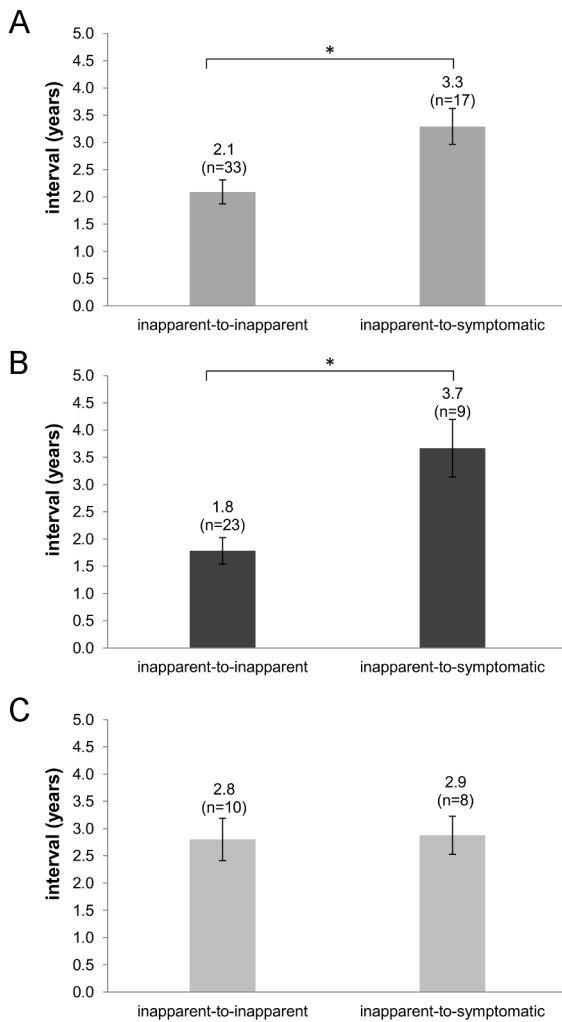 A
interval (years)
5.0
4.5
4.0
3.5
3.0
2.5
2.0
1.5
1.0
0.5
0.0
*
2.1
(n=33)
3.3
(n=17)
inapparent-to-inapparent
inapparent-to-symptomatic
B
interval (years)
5.0
4.5
4.0
3.5
3.0
2.5
2.0
1.5
1.0
0.5
0.0
*
1.8
(n=23)
3.7
(n=9)
inapparent-to-inapparent
inapparent-to-symptomatic
C
interval (years)
5.0
4.5
4.0
3.5
3.0
2.5
2.0
1.5
1.0
0.5
0.0
2.8
(n=10)
2.9
(n=8)
inapparent-to-inapparent
inapparent-to-symptomatic